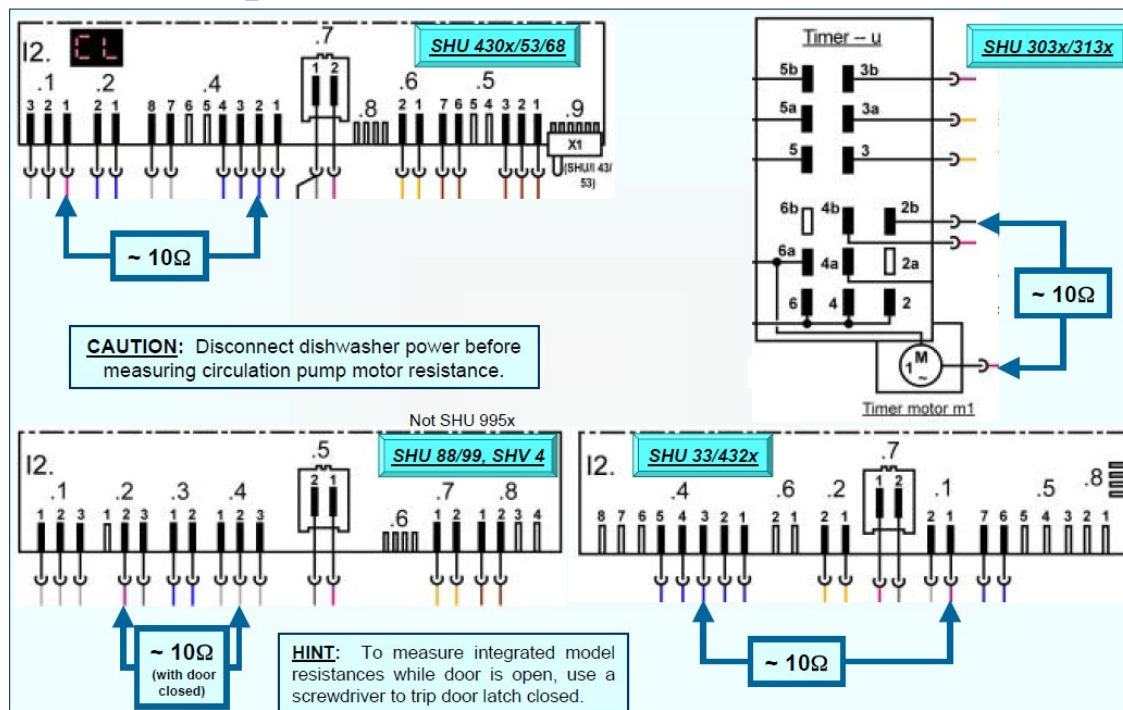 I2.
CL
SHU 430x/53/68
.1 .2 .4 .7 .8 .6 .5 .9
3 2 1 2 1 8 7 6 5 4 3 2 1 1 2 2 1 7 6 5 4 3 2 1
X1
(SHU/I 43/
53)
~ 10Ω
Timer -- u
SHU 303x/313x
5b 3b
5a 3a
5 3
6b 4b 2b
6a 4a 2a
6 4 2
M
1
~
Timer motor m1
~ 10Ω
CAUTION: Disconnect dishwasher power before
measuring circulation pump motor resistance.
Not SHU 995x
I2.
SHU 88/99, SHV 4
.1 .2 .3 .4 .5 .6 .7 .8
1 2 3 1 2 3 1 2 1 2 3 2 1 1 2 1 2 3 4
~ 10Ω
(with door
closed)
HINT: To measure integrated model
resistances while door is open, use a
screwdriver to trip door latch closed.
I2.
SHU 33/432x
.4 .6 .2 .7 .1 .5 .8
8 7 6 5 4 3 2 1 2 1 2 1 1 2 2 1 7 6 5 4 3 2 1
~ 10Ω